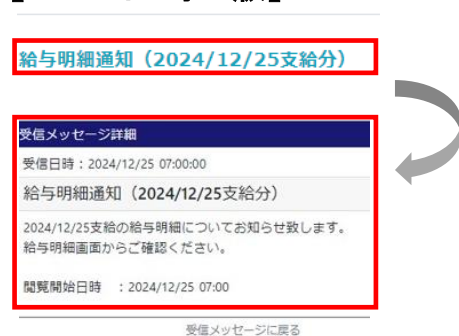 給与明細通知（2024/12/25支給分）
受信メッセージ詳細
受信日時：2024/12/25 07:00:00
給与明細通知（2024/12/25支給分）
2024/12/25支給の給与明細についてお知らせ致します。
給与明細画面からご確認ください。
閲覧開始日時　：2024/12/25 07:00
受信メッセージに戻る